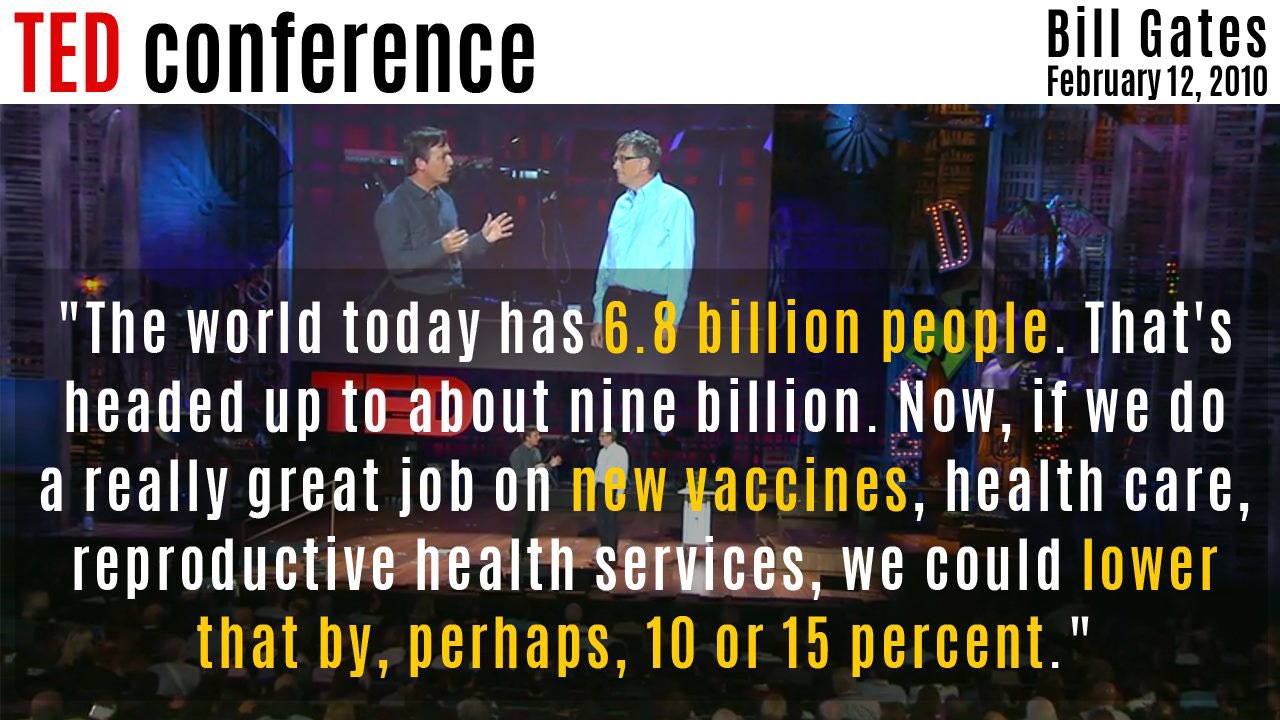 TED conference
Bill Gates
February 12, 2010
D
TED
"The world today has 6.8 billion people. That's
headed up to about nine billion. Now, if we do
a really great job on new vaccines, health care,
reproductive health services, we could lower
that by, perhaps, 10 or 15 percent."